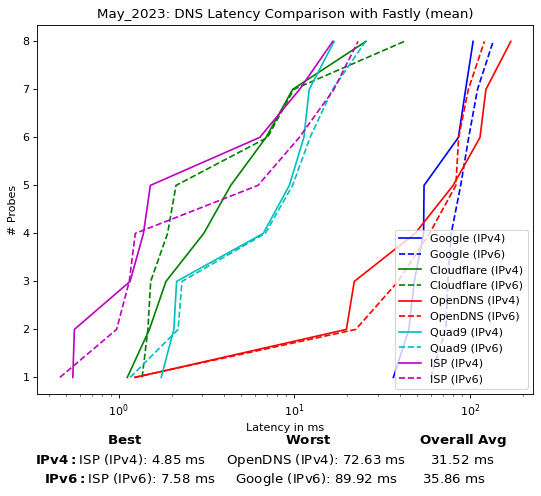 May_2023: DNS Latency Comparison with Fastly (mean)
8
7
6
5
4
3
2
1
# Probes
Google (IPv4)
Google (IPv6)
Cloudflare (IPv4)
Cloudflare (IPv6)
OpenDNS (IPv4)
OpenDNS (IPv6)
Quad9 (IPv4)
Quad9 (IPv6)
ISP (IPv4)
ISP (IPv6)
10⁰ 10¹ 10²
Latency in ms
Best Worst Overall Avg
IPv4: ISP (IPv4): 4.85 ms OpenDNS (IPv4): 72.63 ms 31.52 ms
IPv6: ISP (IPv6): 7.58 ms Google (IPv6): 89.92 ms 35.86 ms